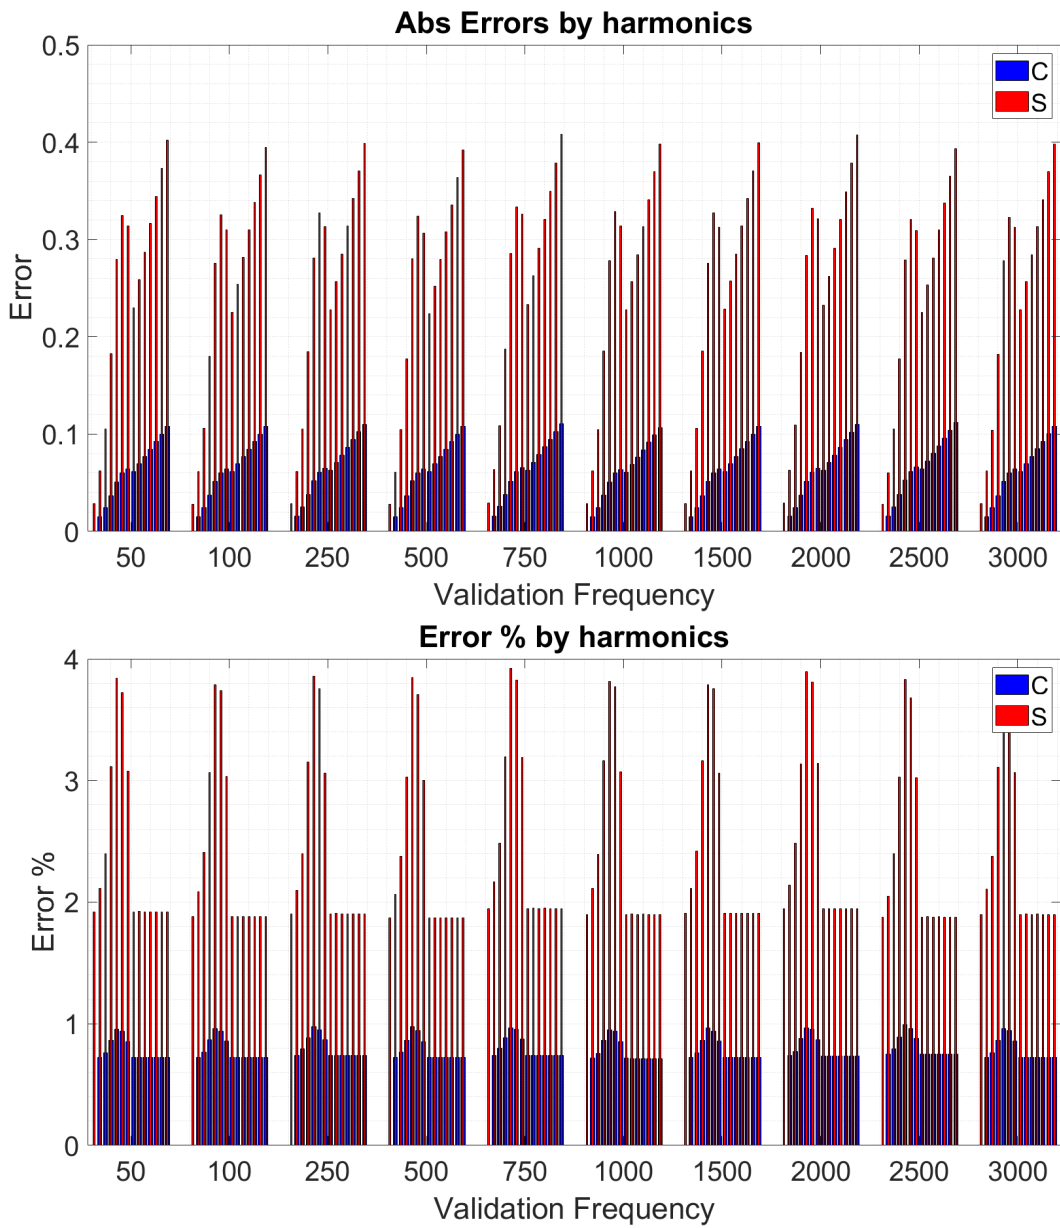 Abs Errors by harmonics
0.5
0.4
0.3
0.2
0.1
0
Error
C
S
50 100 250 500 750 1000 1500 2000 2500 3000
Validation Frequency
Error % by harmonics
4
3
2
1
0
Error %
C
S
50 100 250 500 750 1000 1500 2000 2500 3000
Validation Frequency